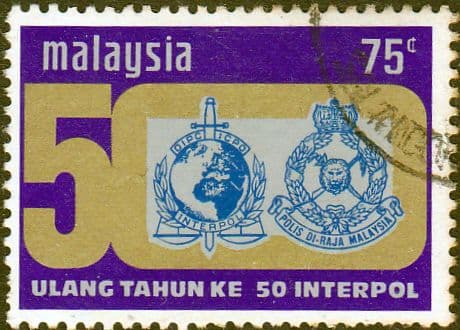 malaysia 75¢
50
OIPC ICPO
INTERPOL
POLIS DI-RAJA MALAYSIA
ULANG TAHUN KE 50 INTERPOL